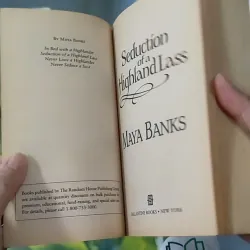 BY MAYA BANKS
In Bed with a Highlander
Seduction of a Highland Lass
Never Love a Highlander
Never Seduce a Scot
Books published by The Random House Publishing Group
are available at quantity discounts on bulk purchases for
premium, educational, fund-raising, and special sales use.
For details, please call 1-800-733-3000.
Seduction
of a
Highland Lass
MAYA BANKS
BALLANTINE BOOKS • NEW YORK